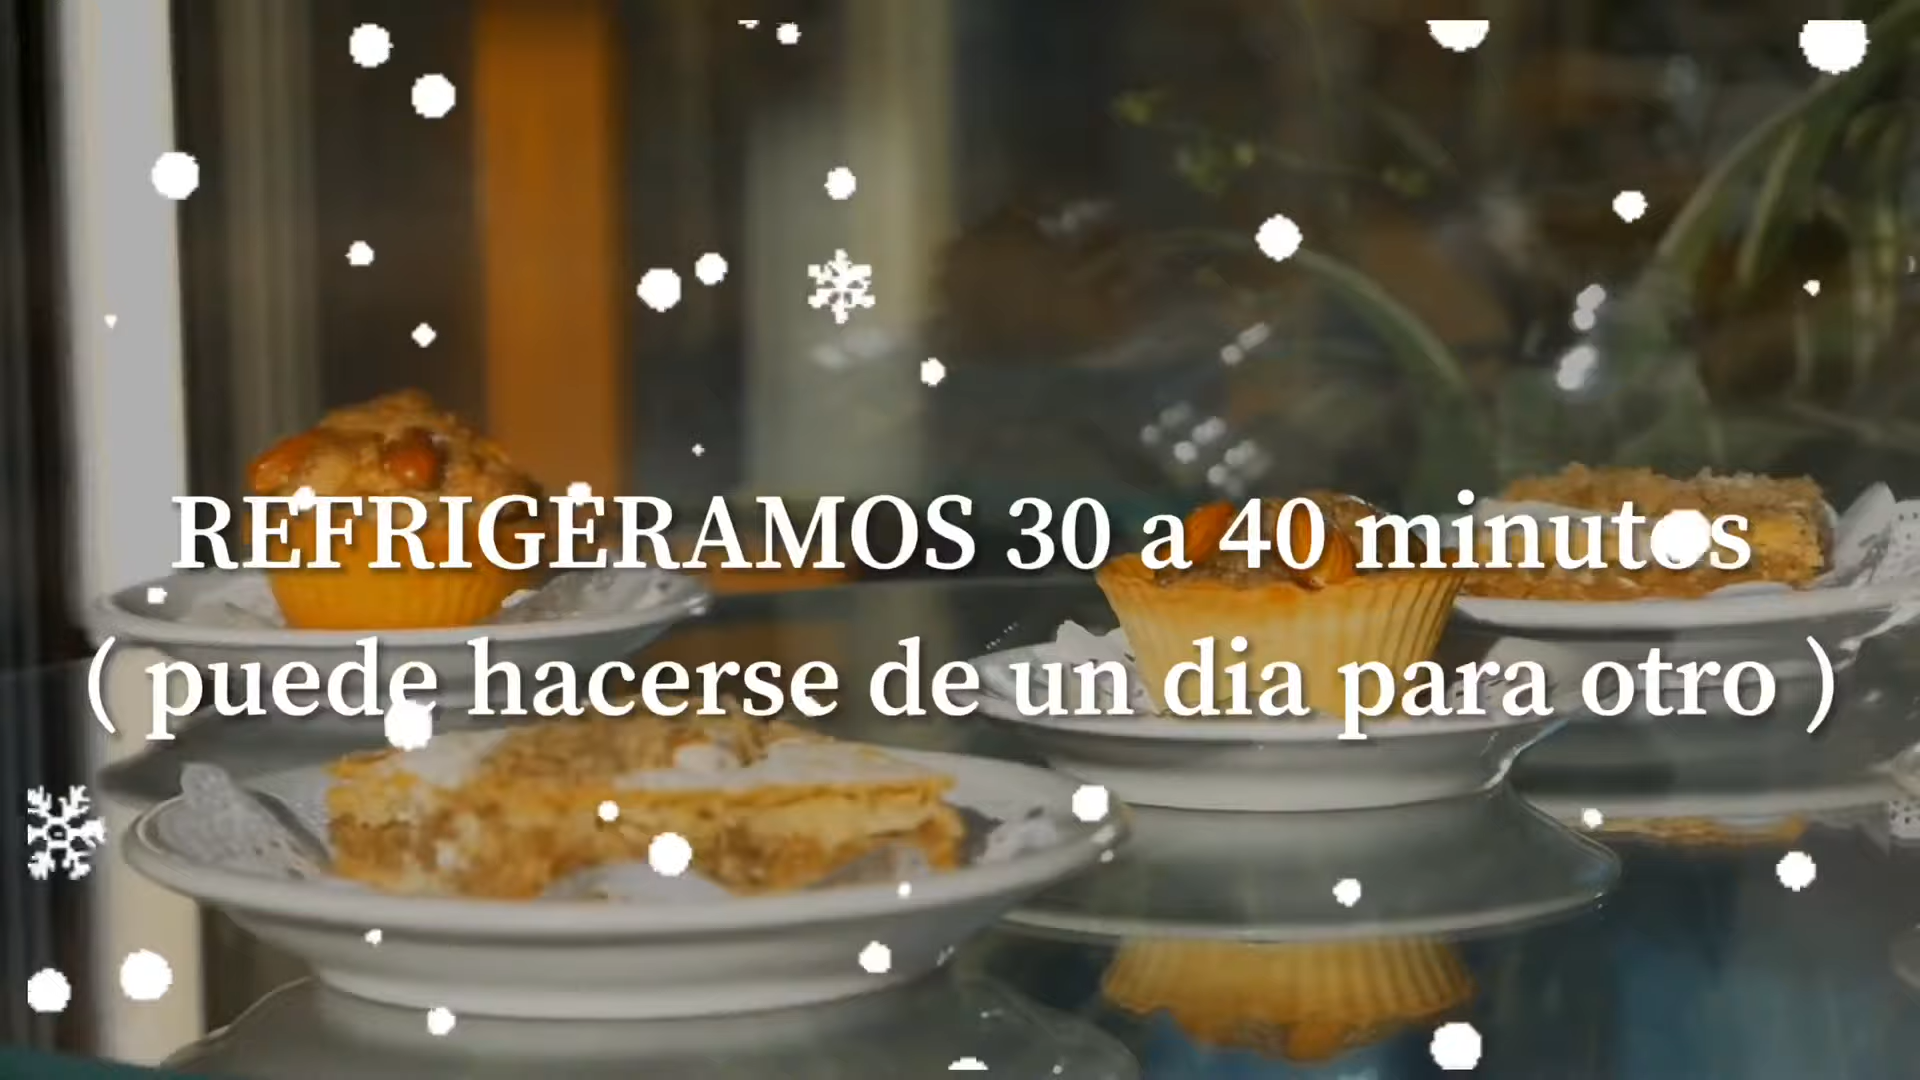 REFRIGERAMOS 30 a 40 minutos
( puede hacerse de un dia para otro )